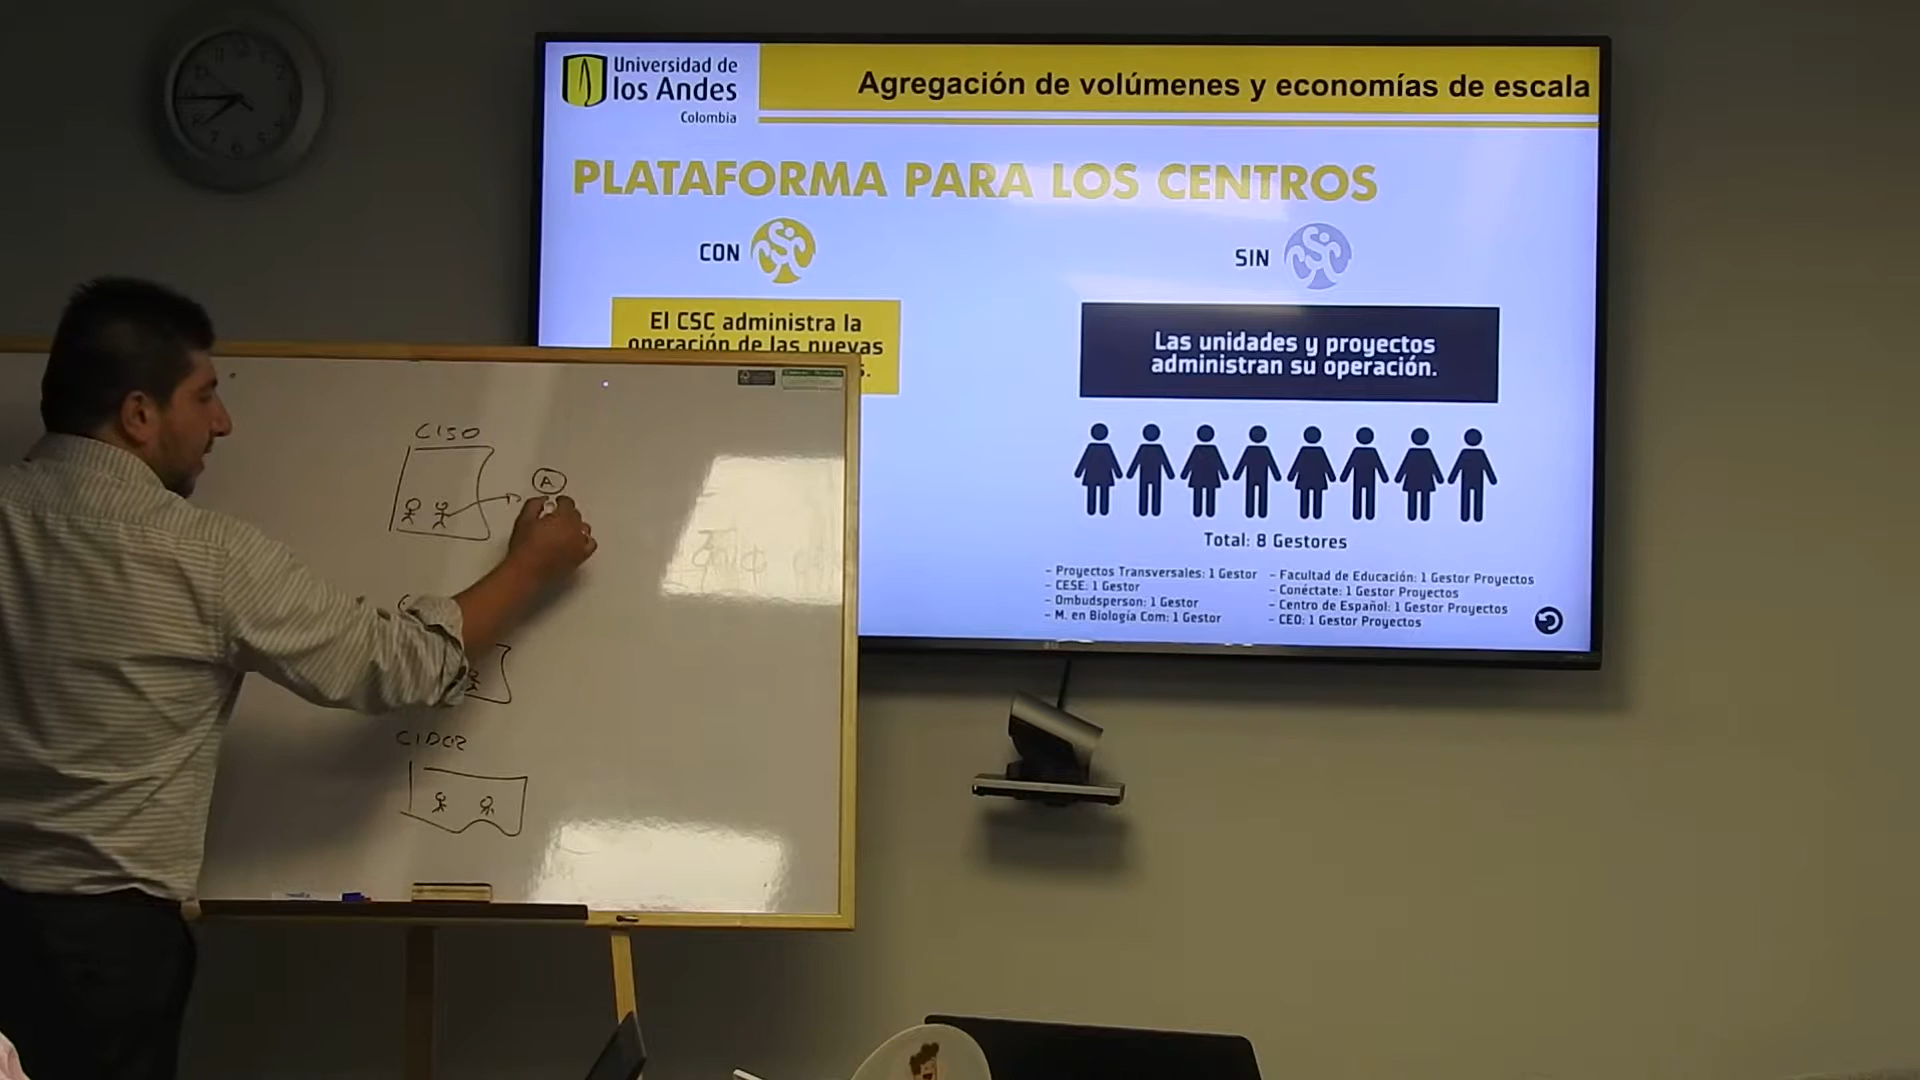 Universidad de
los Andes
Colombia
Agregación de volúmenes y economías de escala
PLATAFORMA PARA LOS CENTROS
CON CSC
SIN CSC
El CSC administra la
operación de las nuevas
Las unidades y proyectos
administran su operación.
Total: 8 Gestores
- Proyectos Transversales: 1 Gestor
- CESE: 1 Gestor
- Ombudsperson: 1 Gestor
- M. en Biología Com: 1 Gestor
- Facultad de Educación: 1 Gestor Proyectos
- Conéctate: 1 Gestor Proyectos
- Centro de Español: 1 Gestor Proyectos
- CEO: 1 Gestor Proyectos
CISO
A